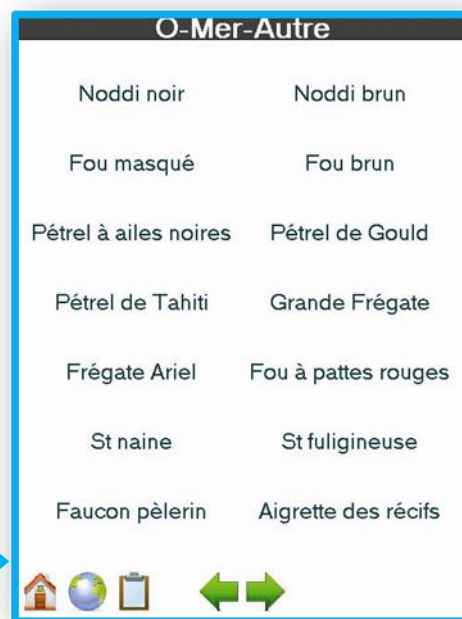 O-Mer-Autre
Noddi noir Noddi brun
Fou masqué Fou brun
Pétrel à ailes noires Pétrel de Gould
Pétrel de Tahiti Grande Frégate
Frégate Ariel Fou à pattes rouges
St naine St fuligineuse
Faucon pèlerin Aigrette des récifs